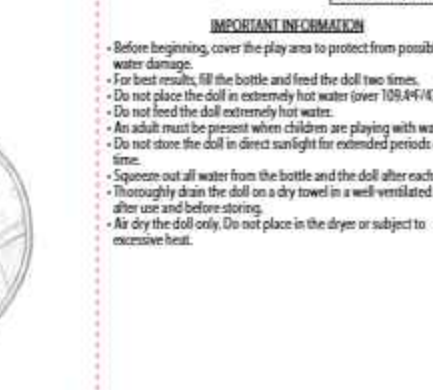 IMPORTANT INFORMATION
• Before beginning, cover the play area to protect from possib
water damage.
• For best results, fill the bottle and feed the doll two times.
• Do not place the doll in extremely hot water (over 109.4ºF/4
• Do not feed the doll extremely hot water.
• An adult must be present when children are playing with wa
• Do not store the doll in direct sunlight for extended periods
time.
• Squeeze out all water from the bottle and the doll after each
• Thoroughly drain the doll on a dry towel in a well-ventilated
after use and before storing.
• Air dry the doll only. Do not place in the dryer or subject to
excessive heat.